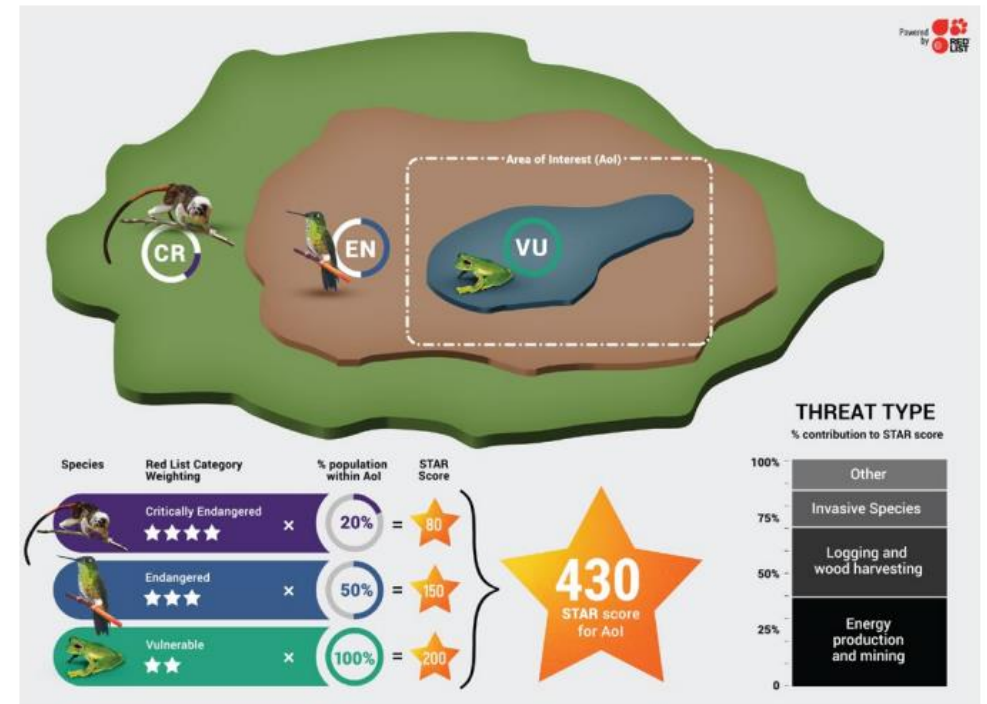 Powered
by
RED
LIST
Area of Interest (AoI)
CR
EN
VU
THREAT TYPE
% contribution to STAR score
Species
Red List Category
Weighting
% population
within AoI
STAR
Score
Critically Endangered
×
20%
=
80
Endangered
×
50%
=
150
Vulnerable
×
100%
=
200
430
STAR score
for AoI
100%
75%
50%
25%
0
Other
Invasive Species
Logging and
wood harvesting
Energy
production
and mining